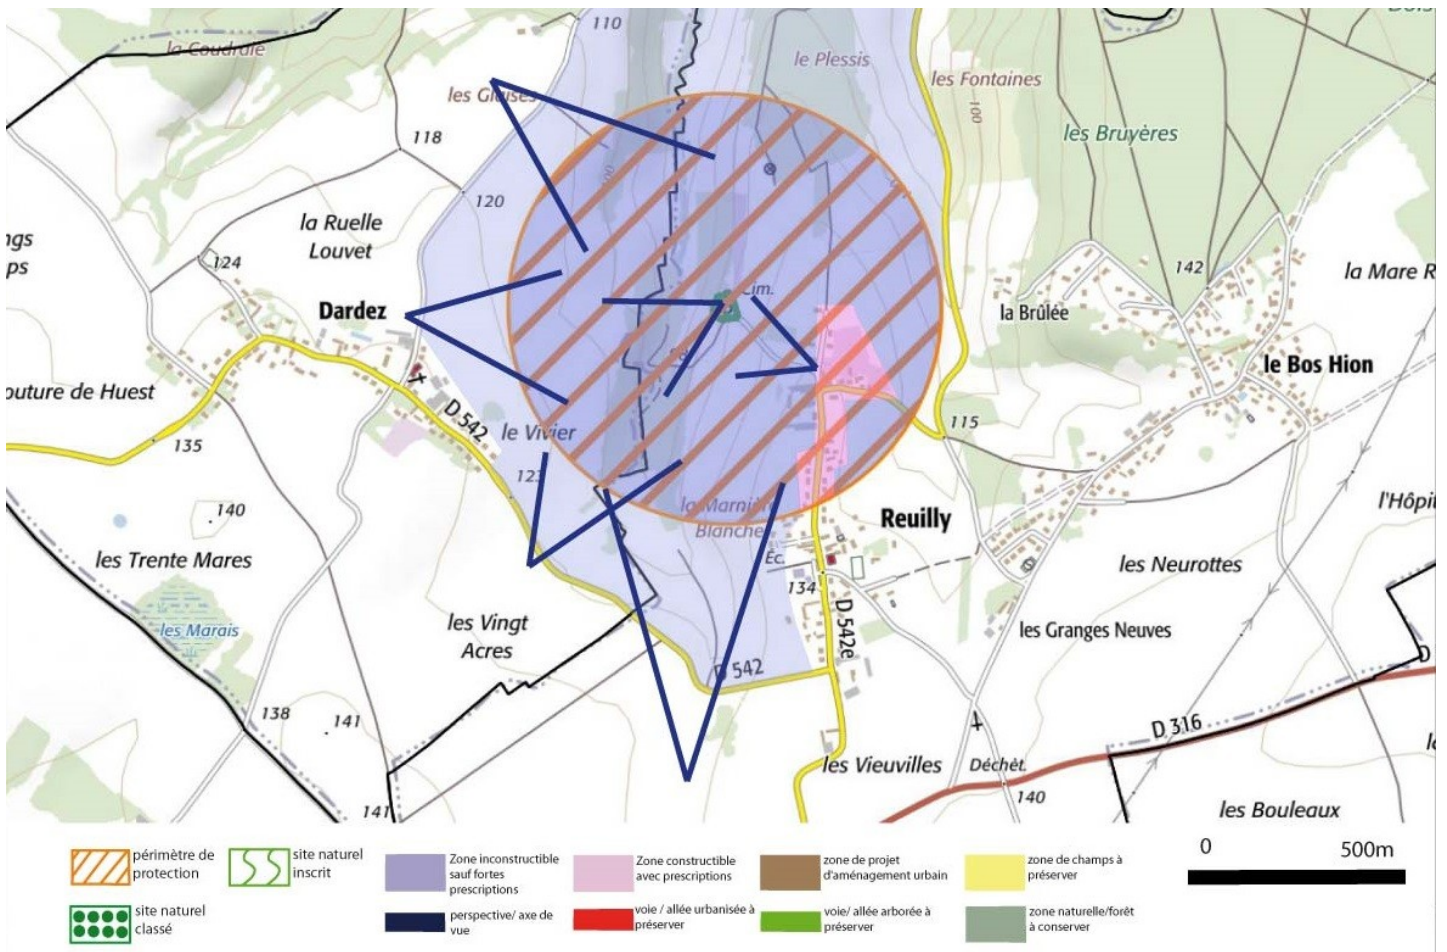 110
la Coudraie
le Plessis
les Fontaines
les Glaises
100
118
les Bruyères
120
la Ruelle
Louvet
ngs
ps
124
142
la Mare R
Dardez
Cim.
la Brûlée
le Bos Hion
outure de Huest
D 542
le Vivier
115
135
123
140
la Marnière
Blanche
Reuilly
l'Hôpit
les Trente Mares
Éc.
134
les Neurottes
les Marais
les Vingt
Acres
D 542e
les Granges Neuves
D 542
D
138
141
D 316
les Vieuvilles
Déchèt.
140
141
les Bouleaux
périmètre de
protection
site naturel
inscrit
Zone inconstructible
sauf fortes
prescriptions
Zone constructible
avec prescriptions
zone de projet
d'aménagement urbain
zone de champs à
préserver
0
500m
site naturel
classé
perspective/ axe de
vue
voie / allée urbanisée à
préserver
voie/ allée arborée à
préserver
zone naturelle/forêt
à conserver